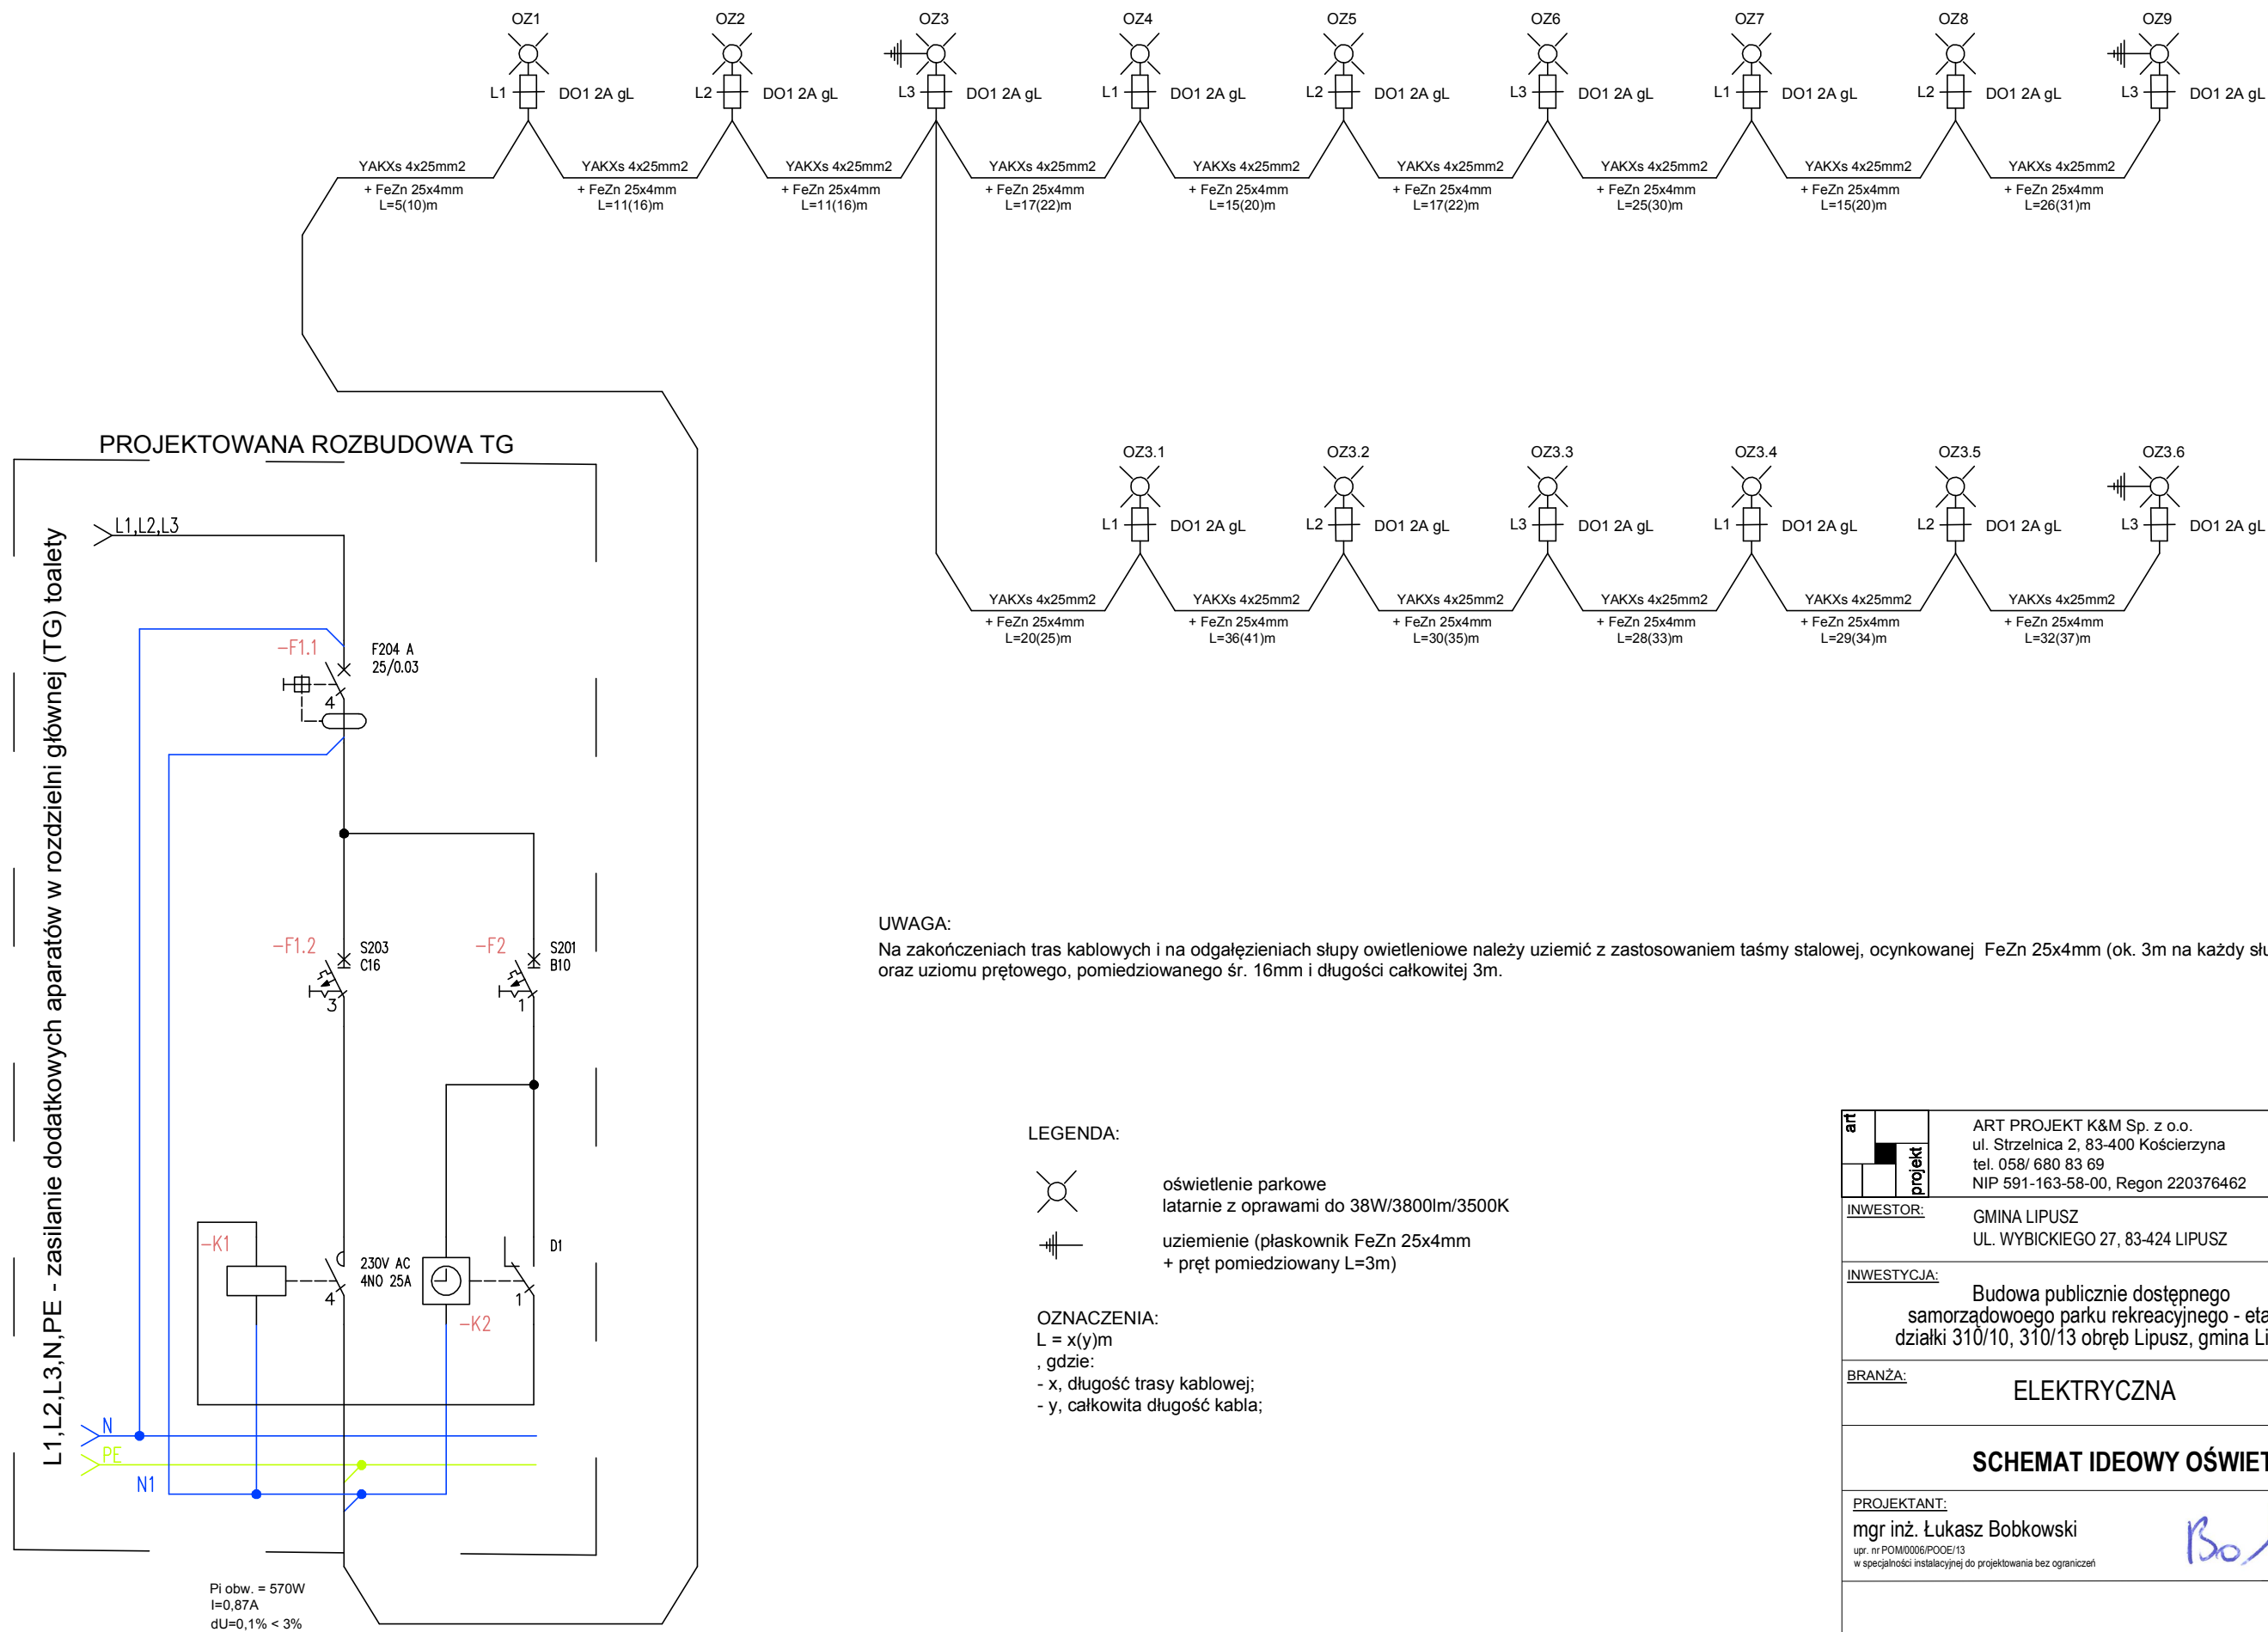 OZ1 OZ2 OZ3 OZ4 OZ5 OZ6 OZ7 OZ8 OZ9
L1 DO1 2A gL L2 DO1 2A gL L3 DO1 2A gL L1 DO1 2A gL L2 DO1 2A gL L3 DO1 2A gL L1 DO1 2A gL L2 DO1 2A gL L3 DO1 2A gL
YAKXs 4x25mm2 YAKXs 4x25mm2 YAKXs 4x25mm2 YAKXs 4x25mm2 YAKXs 4x25mm2 YAKXs 4x25mm2 YAKXs 4x25mm2 YAKXs 4x25mm2 YAKXs 4x25mm2
+ FeZn 25x4mm + FeZn 25x4mm + FeZn 25x4mm + FeZn 25x4mm + FeZn 25x4mm + FeZn 25x4mm + FeZn 25x4mm + FeZn 25x4mm + FeZn 25x4mm
L=5(10)m L=11(16)m L=11(16)m L=17(22)m L=15(20)m L=17(22)m L=25(30)m L=15(20)m L=26(31)m
OZ3.1 OZ3.2 OZ3.3 OZ3.4 OZ3.5 OZ3.6
L1 DO1 2A gL L2 DO1 2A gL L3 DO1 2A gL L1 DO1 2A gL L2 DO1 2A gL L3 DO1 2A gL
YAKXs 4x25mm2 YAKXs 4x25mm2 YAKXs 4x25mm2 YAKXs 4x25mm2 YAKXs 4x25mm2 YAKXs 4x25mm2
+ FeZn 25x4mm + FeZn 25x4mm + FeZn 25x4mm + FeZn 25x4mm + FeZn 25x4mm + FeZn 25x4mm
L=20(25)m L=36(41)m L=30(35)m L=28(33)m L=29(34)m L=32(37)m
PROJEKTOWANA ROZBUDOWA TG
L1,L2,L3,N,PE - zasilanie dodatkowych aparatów w rozdzielni głównej (TG) toalety
L1,L2,L3
-F1.1
F204 A
25/0.03
4
-F1.2
S203
C16
3
-F2
S201
B10
1
-K1
230V AC
4NO 25A
4
-K2
D1
1
N
PE
N1
Pi obw. = 570W
I=0,87A
dU=0,1% < 3%
UWAGA:
Na zakończeniach tras kablowych i na odgałęzieniach słupy owietleniowe należy uziemić z zastosowaniem taśmy stalowej, ocynkowanej FeZn 25x4mm (ok. 3m na każdy
oraz uziomu prętowego, pomiedziowanego śr. 16mm i długości całkowitej 3m.
LEGENDA:
oświetlenie parkowe
latarnie z oprawami do 38W/3800lm/3500K
uziemienie (płaskownik FeZn 25x4mm
+ pręt pomiedziowany L=3m)
OZNACZENIA:
L = x(y)m
, gdzie:
- x, długość trasy kablowej;
- y, całkowita długość kabla;
art
projekt
ART PROJEKT K&M Sp. z o.o.
ul. Strzelnica 2, 83-400 Kościerzyna
tel. 058/ 680 83 69
NIP 591-163-58-00, Regon 220376462
INWESTOR:
GMINA LIPUSZ
UL. WYBICKIEGO 27, 83-424 LIPUSZ
INWESTYCJA:
Budowa publicznie dostępnego
samorządowoego parku rekreacyjnego -
działki 310/10, 310/13 obręb Lipusz, gmina
BRANŻA:
ELEKTRYCZNA
SCHEMAT IDEOWY
PROJEKTANT:
mgr inż. Łukasz Bobkowski
upr. nr POM/0006/POOE/13
w specjalności instalacyjnej do projektowania bez ograniczeń